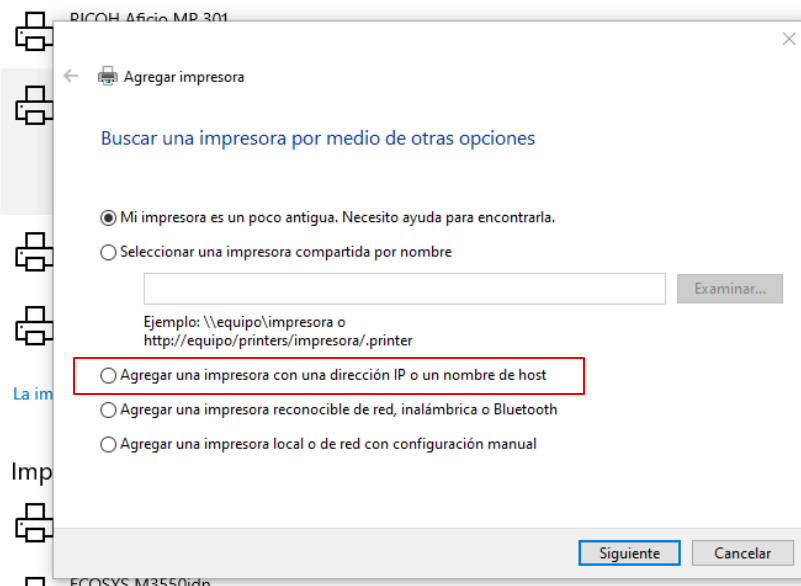 RICOH Aficio MP 301
Agregar impresora
Buscar una impresora por medio de otras opciones
Mi impresora es un poco antigua. Necesito ayuda para encontrarla.
Seleccionar una impresora compartida por nombre
Examinar...
Ejemplo: \\equipo\impresora o
http://equipo/printers/impresora/.printer
Agregar una impresora con una dirección IP o un nombre de host
La im
Agregar una impresora reconocible de red, inalámbrica o Bluetooth
Agregar una impresora local o de red con configuración manual
Imp
Siguiente
Cancelar
ECOSYS M3550idn